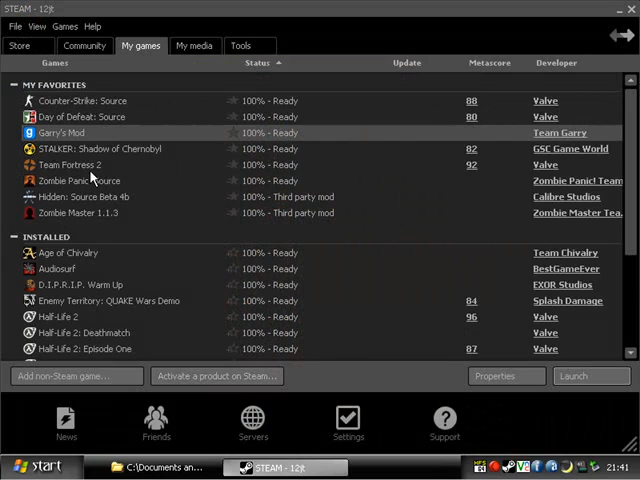 STEAM - 12jt
File View Games Help
Store Community My games My media Tools
Games Status Update Metascore Developer
MY FAVORITES
Counter-Strike: Source 100% - Ready 88 Valve
Day of Defeat: Source 100% - Ready 80 Valve
Garry's Mod 100% - Ready Team Garry
STALKER: Shadow of Chernobyl 100% - Ready 82 GSC Game World
Team Fortress 2 100% - Ready 92 Valve
Zombie Panic Source 100% - Ready Zombie Panic! Team
Hidden: Source Beta 4b 100% - Third party mod Calibre Studios
Zombie Master 1.1.3 100% - Third party mod Zombie Master Tea..
INSTALLED
Age of Chivalry 100% - Ready Team Chivalry
Audiosurf 100% - Ready BestGameEver
D.I.P.R.I.P. Warm Up 100% - Ready EXOR Studios
Enemy Territory: QUAKE Wars Demo 100% - Ready 84 Splash Damage
Half-Life 2 100% - Ready 96 Valve
Half-Life 2: Deathmatch 100% - Ready Valve
Half-Life 2: Episode One 100% - Ready 87 Valve
Add non-Steam game... Activate a product on Steam... Properties Launch
News Friends Servers Settings Support
start C:\Documents an... STEAM - 12jt 21:41